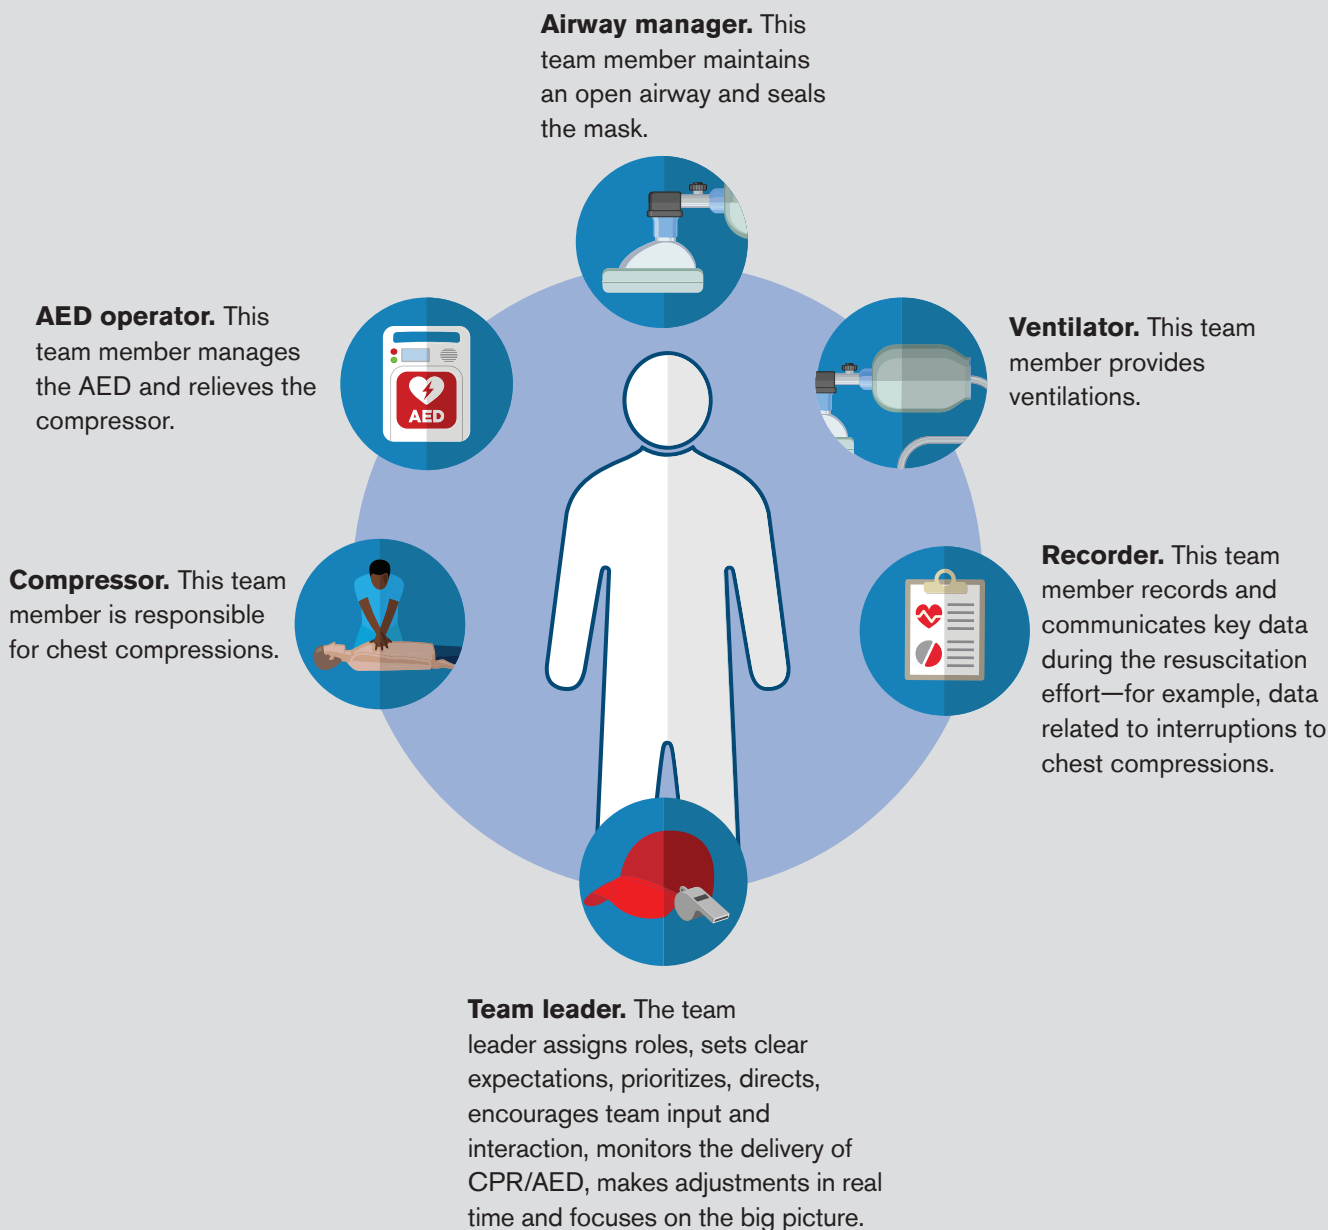 Airway manager. This
team member maintains
an open airway and seals
the mask.
AED operator. This
team member manages
the AED and relieves the
compressor.
AED
Ventilator. This team
member provides
ventilations.
Compressor. This team
member is responsible
for chest compressions.
Recorder. This team
member records and
communicates key data
during the resuscitation
effort—for example, data
related to interruptions to
chest compressions.
Team leader. The team
leader assigns roles, sets clear
expectations, prioritizes, directs,
encourages team input and
interaction, monitors the delivery of
CPR/AED, makes adjustments in real
time and focuses on the big picture.